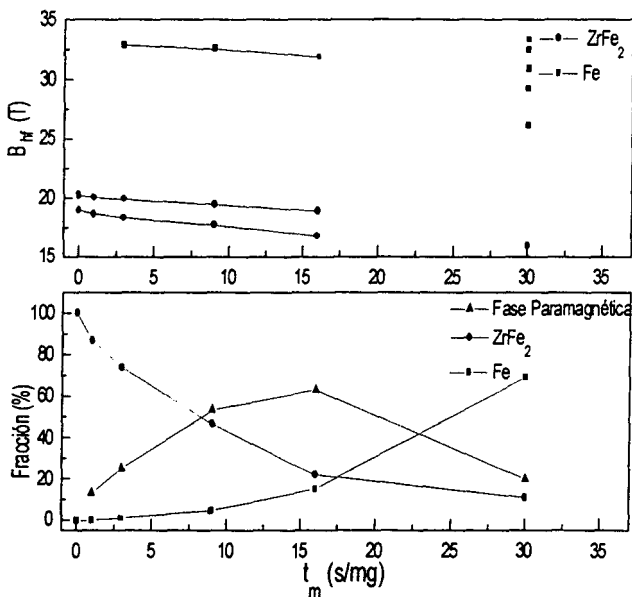 35
30
25
20
15
B_hf (T)
ZrFe₂
Fe
0 5 10 15 20 25 30 35
100
80
60
40
20
0
Fracción (%)
Fase Paramagnética
ZrFe₂
Fe
0 5 10 15 20 25 30 35
t_m (s/mg)